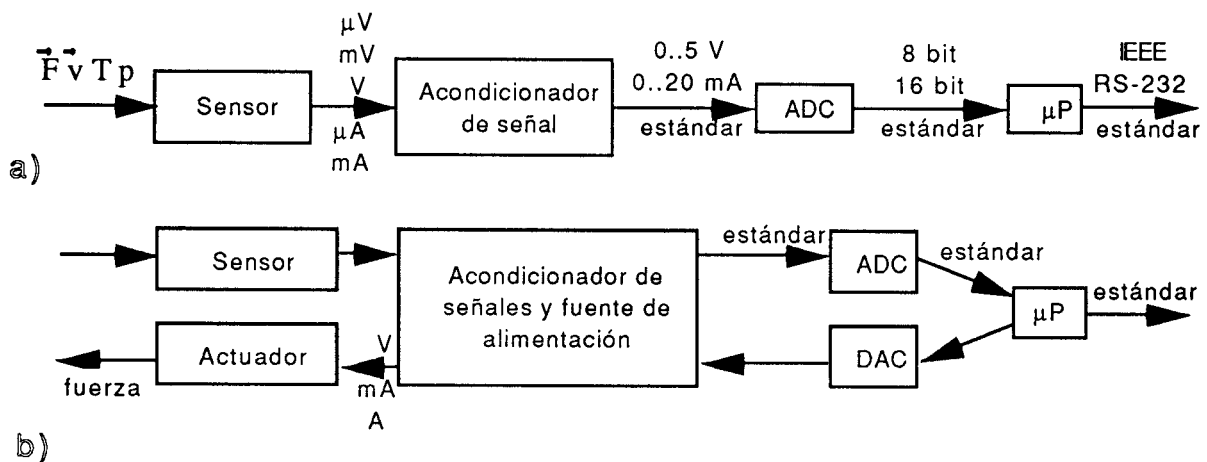 F v T p
Sensor
μV
mV
V
μA
mA
Acondicionador
de señal
0..5 V
0..20 mA
estándar
ADC
8 bit
16 bit
estándar
μP
IEEE
RS-232
estándar
a)
Sensor
Acondicionador de
señales y fuente de
alimentación
estándar
ADC
estándar
μP
estándar
DAC
V
mA
A
Actuador
fuerza
b)